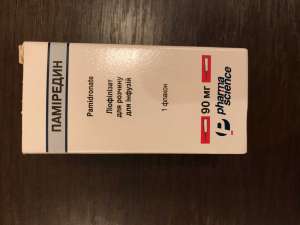 ПАМІРЕДИН
Pamidronate
Ліофілізат
для розчину
для інфузій
1 флакон
90 мг
pharma
science